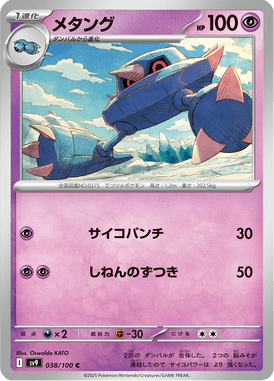 1進化
メタング
HP 100
ダンバルから進化
全国図鑑NO.0375 てつツメポケモン 高さ:1.2m 重さ:202.5kg
サイコパンチ 30
しねんのずつき 50
弱点 ×2 抵抗力 -30 にげる
Illus. Oswaldo KATO
I sv9 038/100 C
2匹の ダンバルが 合体した。 2つの 脳みそが
連結したので サイコパワーは より 強くなった。
©2025 Pokémon/Nintendo/Creatures/GAME FREAK.